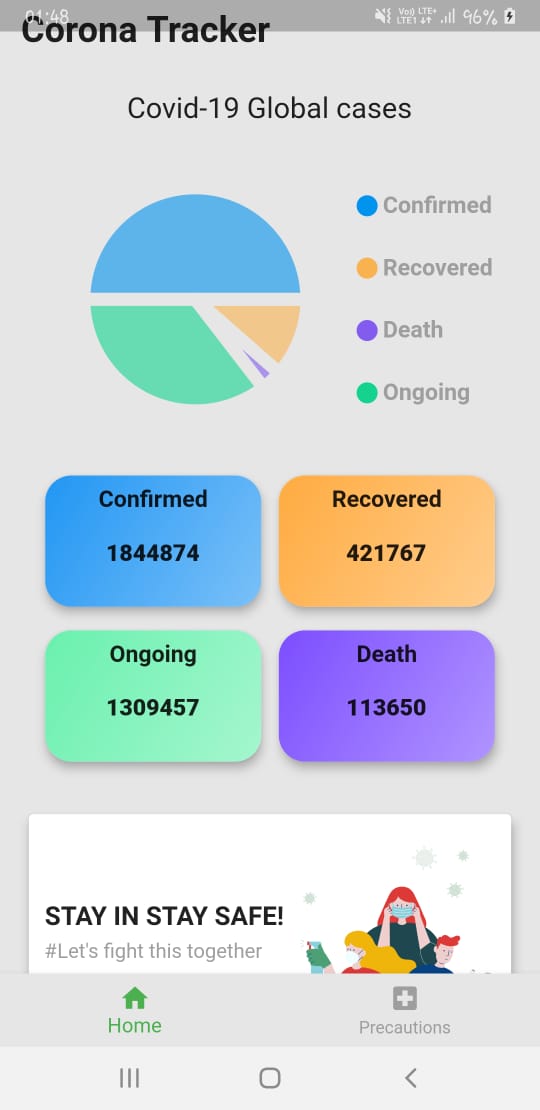 01:48 Vo)) LTE+ LTE1 96%
Corona Tracker
Covid-19 Global cases
Confirmed
Recovered
Death
Ongoing
Confirmed Recovered
1844874 421767
Ongoing Death
1309457 113650
STAY IN STAY SAFE!
#Let's fight this together
Home Precautions